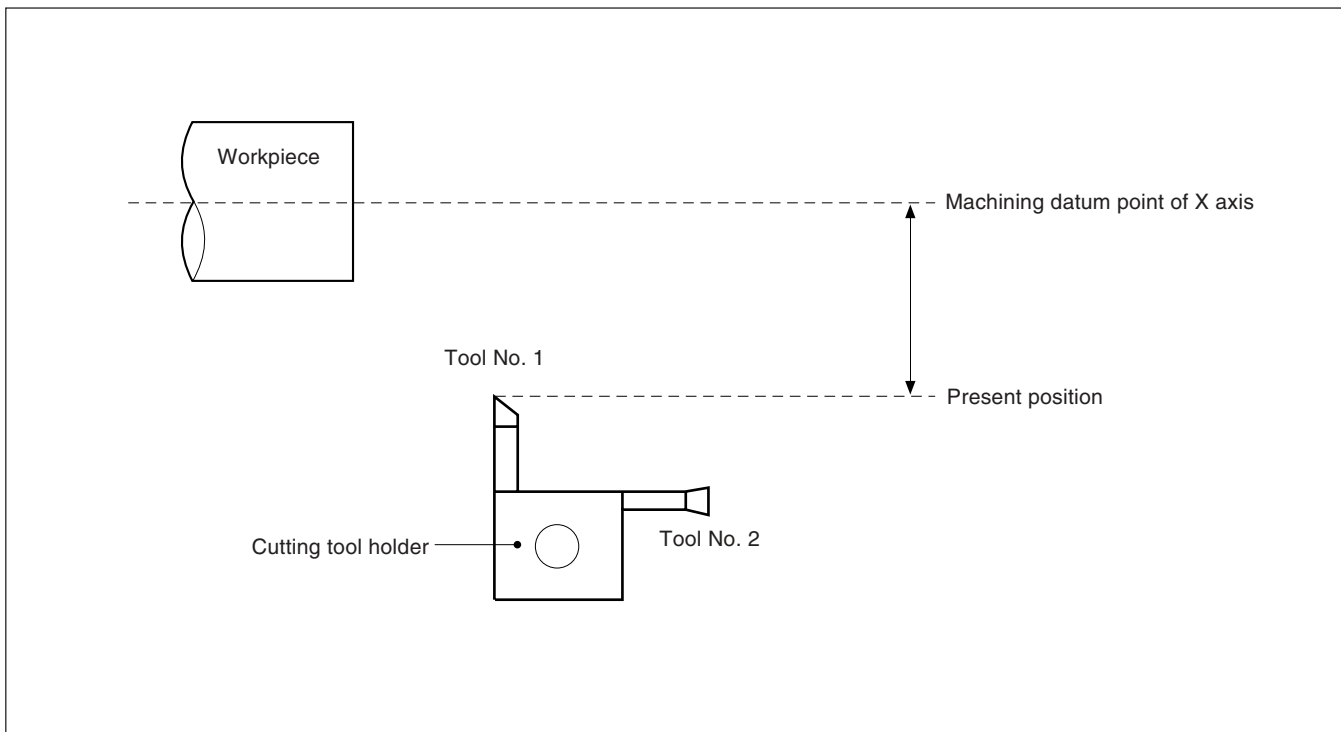 Workpiece
Machining datum point of X axis
Tool No. 1
Present position
Cutting tool holder
Tool No. 2